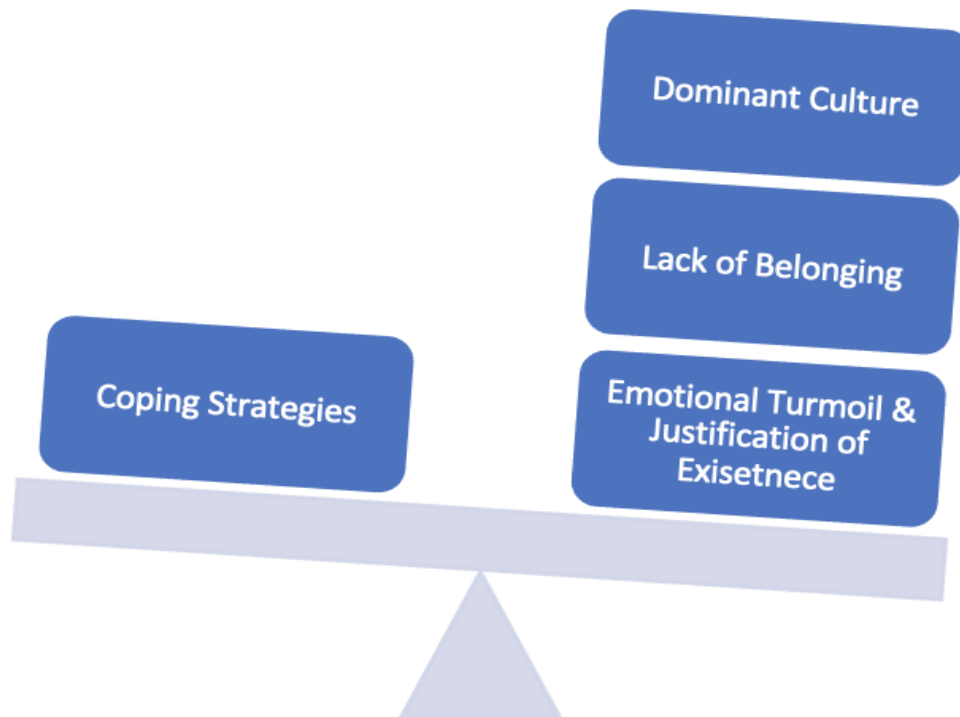 Dominant Culture
Lack of Belonging
Coping Strategies
Emotional Turmoil &
Justification of
Exisetnece